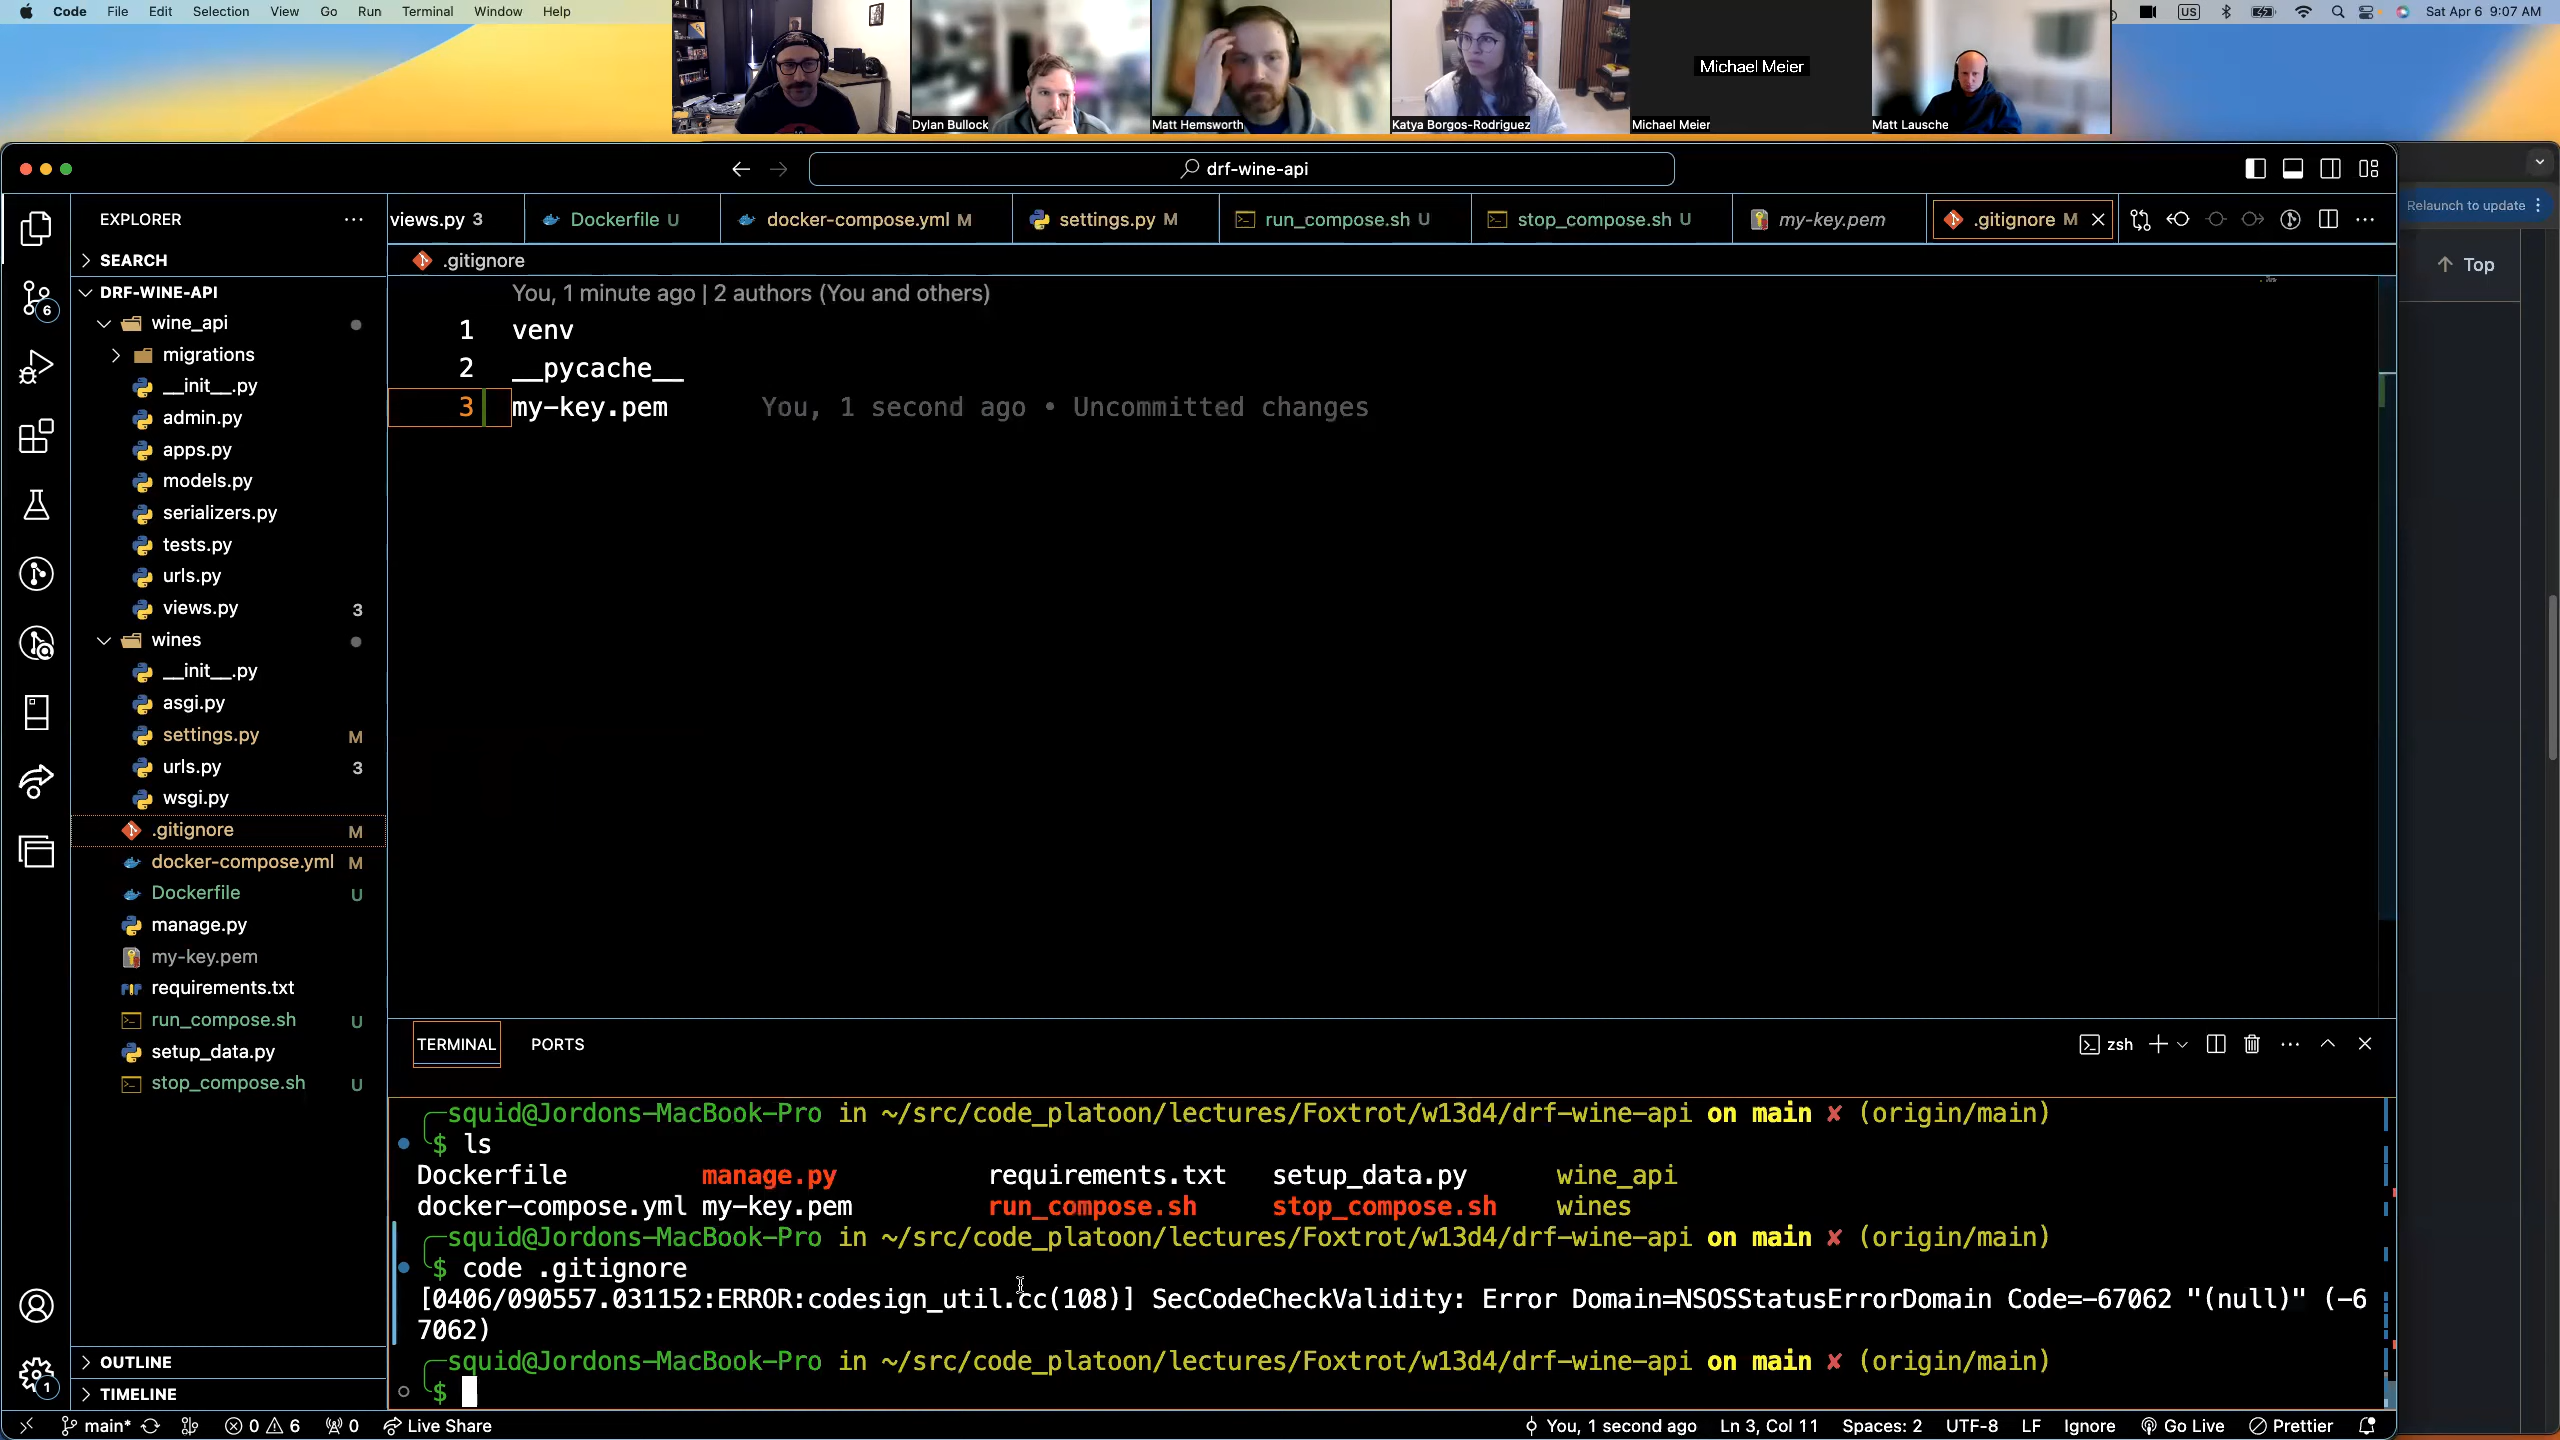 Code File Edit Selection View Go Run Terminal Window Help
US Sat Apr 6 9:07 AM
Dylan Bullock
Matt Hemsworth
Katya Borgos-Rodriguez
Michael Meier
Michael Meier
Matt Lausche
drf-wine-api
Relaunch to update
EXPLORER
views.py 3
Dockerfile U
docker-compose.yml M
settings.py M
run_compose.sh U
stop_compose.sh U
my-key.pem
.gitignore M
Top
SEARCH
DRF-WINE-API
wine_api
migrations
__init__.py
admin.py
apps.py
models.py
serializers.py
tests.py
urls.py
views.py 3
wines
__init__.py
asgi.py
settings.py M
urls.py 3
wsgi.py
.gitignore M
docker-compose.yml M
Dockerfile U
manage.py
my-key.pem
requirements.txt
run_compose.sh U
setup_data.py
stop_compose.sh U
OUTLINE
TIMELINE
6
1
.gitignore
You, 1 minute ago | 2 authors (You and others)
1 venv
2 __pycache__
3 my-key.pem You, 1 second ago • Uncommitted changes
TERMINAL PORTS
zsh
squid@Jordons-MacBook-Pro in ~/src/code_platoon/lectures/Foxtrot/w13d4/drf-wine-api on main ✘ (origin/main)
$ ls
Dockerfile manage.py requirements.txt setup_data.py wine_api
docker-compose.yml my-key.pem run_compose.sh stop_compose.sh wines
squid@Jordons-MacBook-Pro in ~/src/code_platoon/lectures/Foxtrot/w13d4/drf-wine-api on main ✘ (origin/main)
$ code .gitignore
[0406/090557.031152:ERROR:codesign_util.cc(108)] SecCodeCheckValidity: Error Domain=NSOSStatusErrorDomain Code=-67062 "(null)" (-6
7062)
squid@Jordons-MacBook-Pro in ~/src/code_platoon/lectures/Foxtrot/w13d4/drf-wine-api on main ✘ (origin/main)
$
main* 0 6 0 Live Share
You, 1 second ago Ln 3, Col 11 Spaces: 2 UTF-8 LF Ignore Go Live Prettier